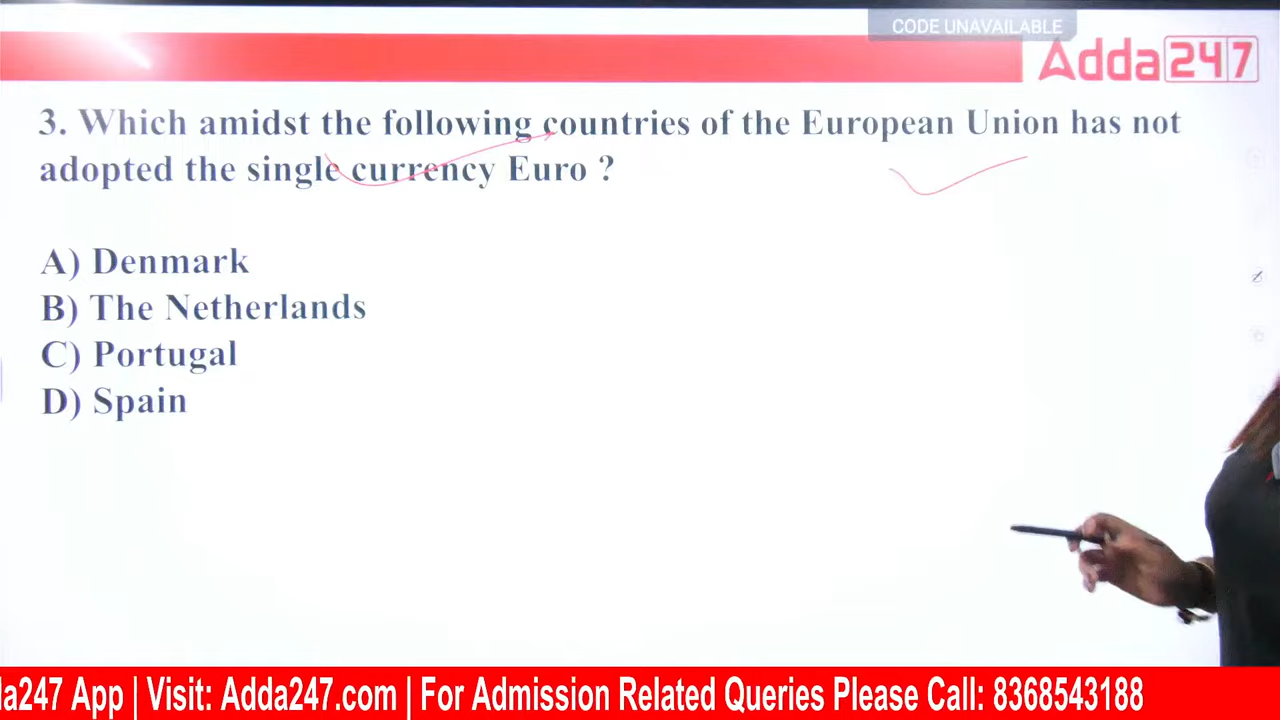 CODE UNAVAILABLE
Adda247
3. Which amidst the following countries of the European Union has not
adopted the single currency Euro ?
A) Denmark
B) The Netherlands
C) Portugal
D) Spain
da247 App | Visit: Adda247.com | For Admission Related Queries Please Call: 8368543188